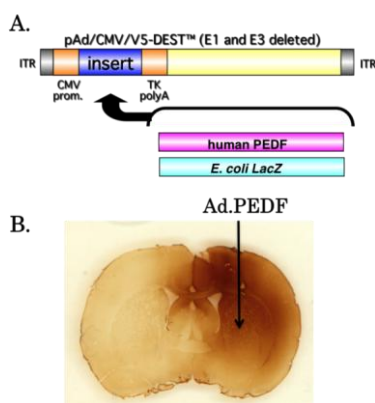 A.
pAd/CMV/V5-DEST™ (E1 and E3 deleted)
ITR insert ITR
CMV prom. TK polyA
human PEDF
E. coli LacZ
B.
Ad.PEDF